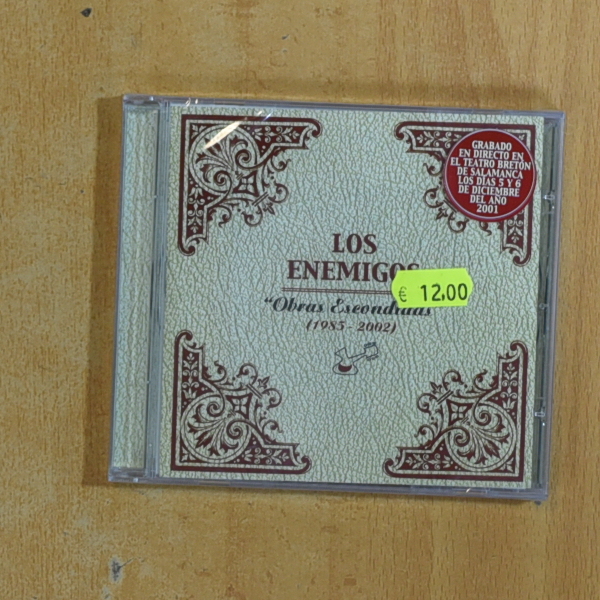 GRABADO
EN DIRECTO EN
EL TEATRO BRETÓN
DE SALAMANCA
LOS DÍAS 5 Y 6
DE DICIEMBRE
DEL AÑO
2001
LOS
ENEMIGOS
€ 12,00
"Obras Escondidas
(1985 - 2002)